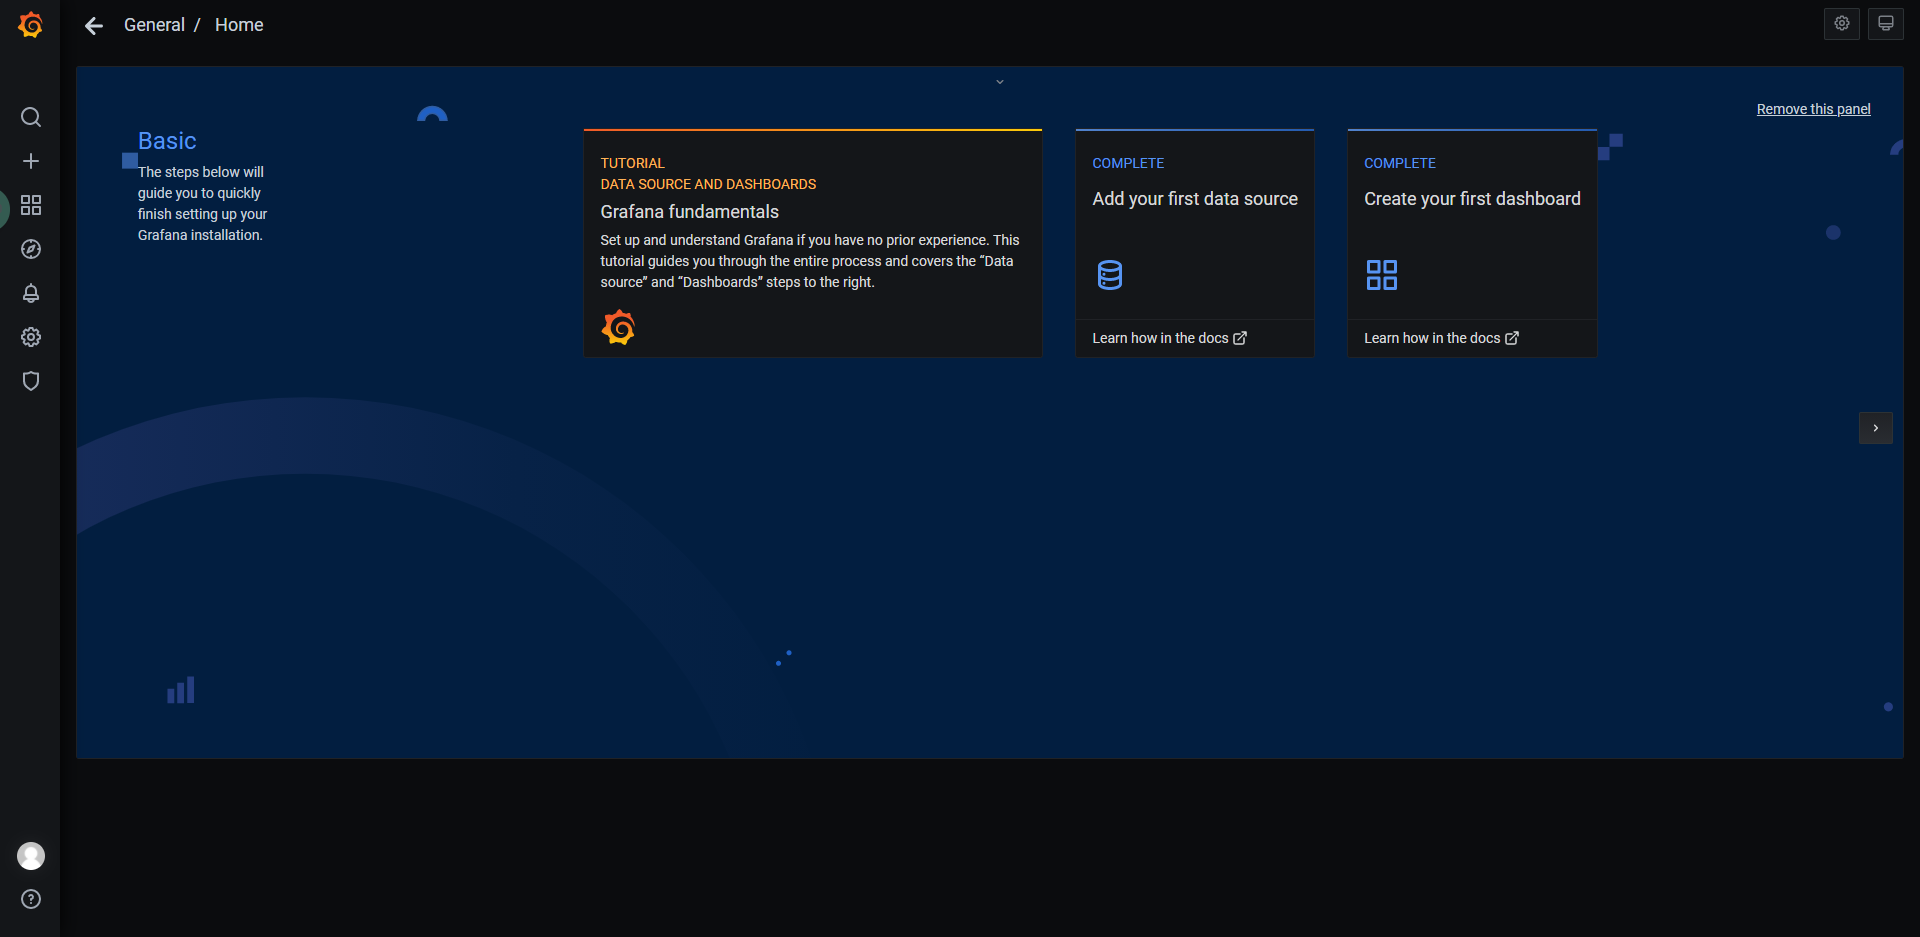 General / Home
Remove this panel
Basic
The steps below will
guide you to quickly
finish setting up your
Grafana installation.
TUTORIAL
DATA SOURCE AND DASHBOARDS
Grafana fundamentals
Set up and understand Grafana if you have no prior experience. This
tutorial guides you through the entire process and covers the “Data
source” and “Dashboards” steps to the right.
COMPLETE
Add your first data source
Learn how in the docs
COMPLETE
Create your first dashboard
Learn how in the docs